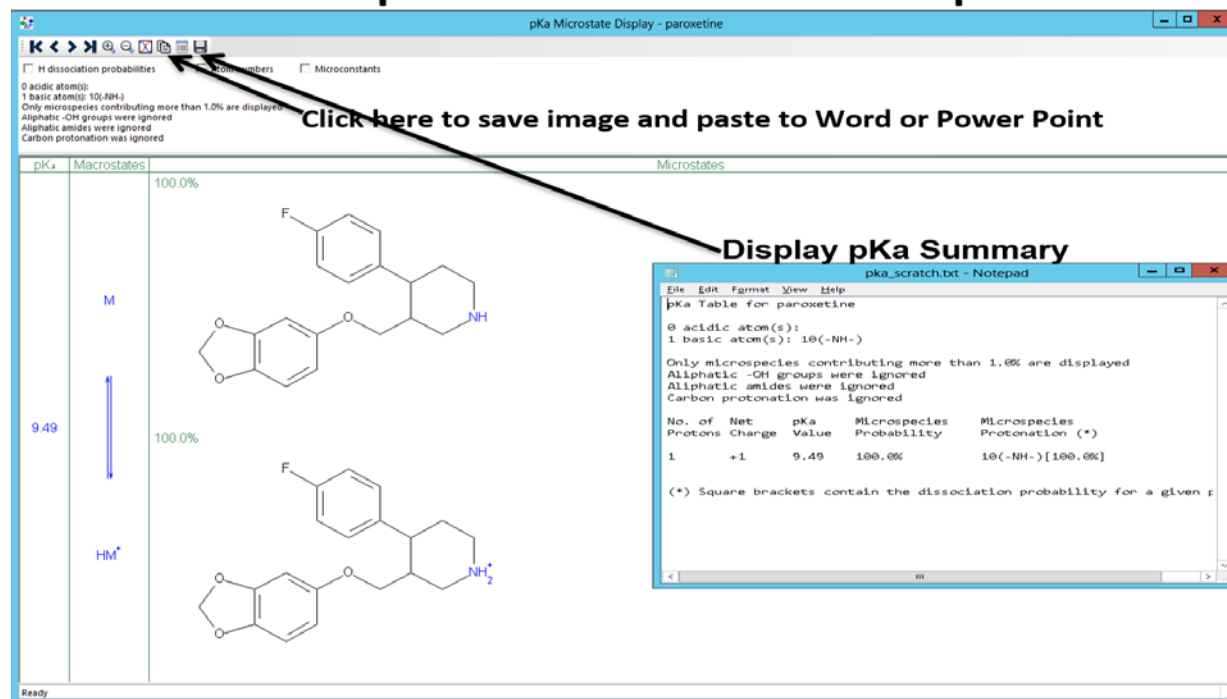 pKa Microstate Display - paroxetine
H dissociation probabilities
Microconstants
0 acidic atom(s):
1 basic atom(s): 10(-NH-)
Only microspecies contributing more than 1.0% are displayed
Aliphatic -OH groups were ignored
Aliphatic amides were ignored
Carbon protonation was ignored
Click here to save image and paste to Word or Power Point
pKa Macrostates Microstates
100.0%
F
M
O
O
O
NH
9.49
100.0%
F
HM+
O
O
O
NH2+
Display pKa Summary
pka_scratch.txt - Notepad
File Edit Format View Help
pKa Table for paroxetine
0 acidic atom(s):
1 basic atom(s): 10(-NH-)
Only microspecies contributing more than 1.0% are displayed
Aliphatic -OH groups were ignored
Aliphatic amides were ignored
Carbon protonation was ignored
No. of Net pKa Microspecies Microspecies
Protons Charge Value Probability Protonation (*)
1 +1 9.49 100.0% 10(-NH-)[100.0%]
(*) Square brackets contain the dissociation probability for a given
Ready